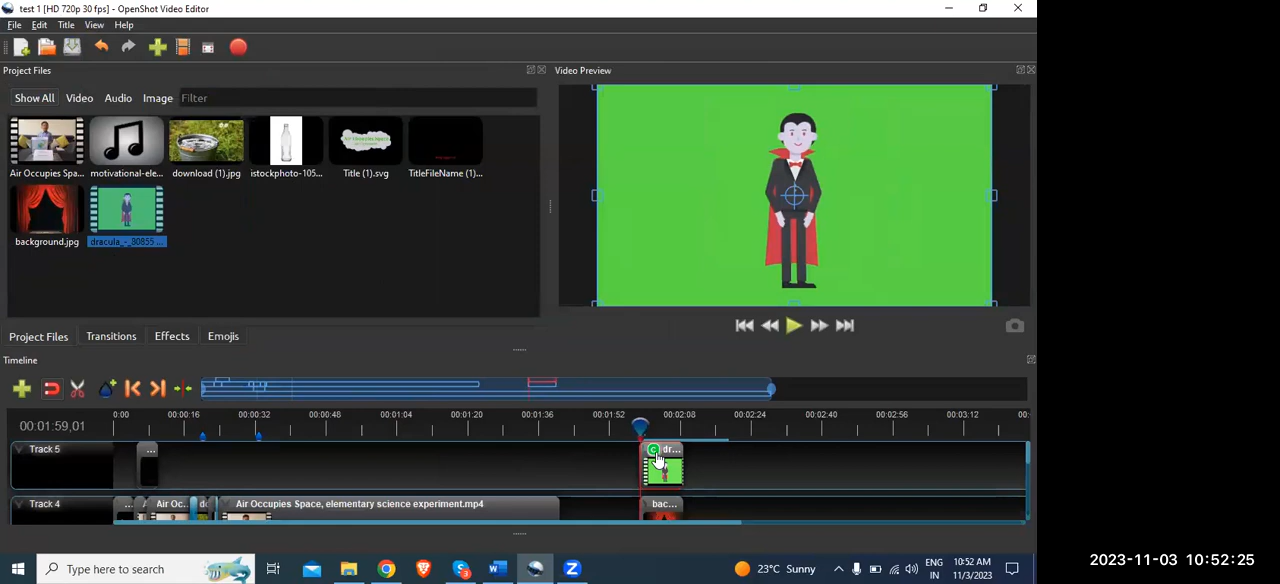 test 1 [HD 720p 30 fps] - OpenShot Video Editor
File Edit Title View Help
Project Files
Video Preview
Show All Video Audio Image Filter
Air Occupies Spa... motivational-ele... download (1).jpg istockphoto-105... Title (1).svg TitleFileName (1)...
background.jpg dracula_-_80855 ...
Project Files Transitions Effects Emojis
Timeline
00:01:59,01
0:00 00:00:16 00:00:32 00:00:48 00:01:04 00:01:20 00:01:36 00:01:52 00:02:08 00:02:24 00:02:40 00:02:56 00:03:12 00:
Track 5 ... C dr...
Track 4 ... Air Oc... Air Occupies Space, elementary science experiment.mp4 bac...
Type here to search
23°C Sunny
ENG
IN
10:52 AM
11/3/2023
2023-11-03 10:52:25